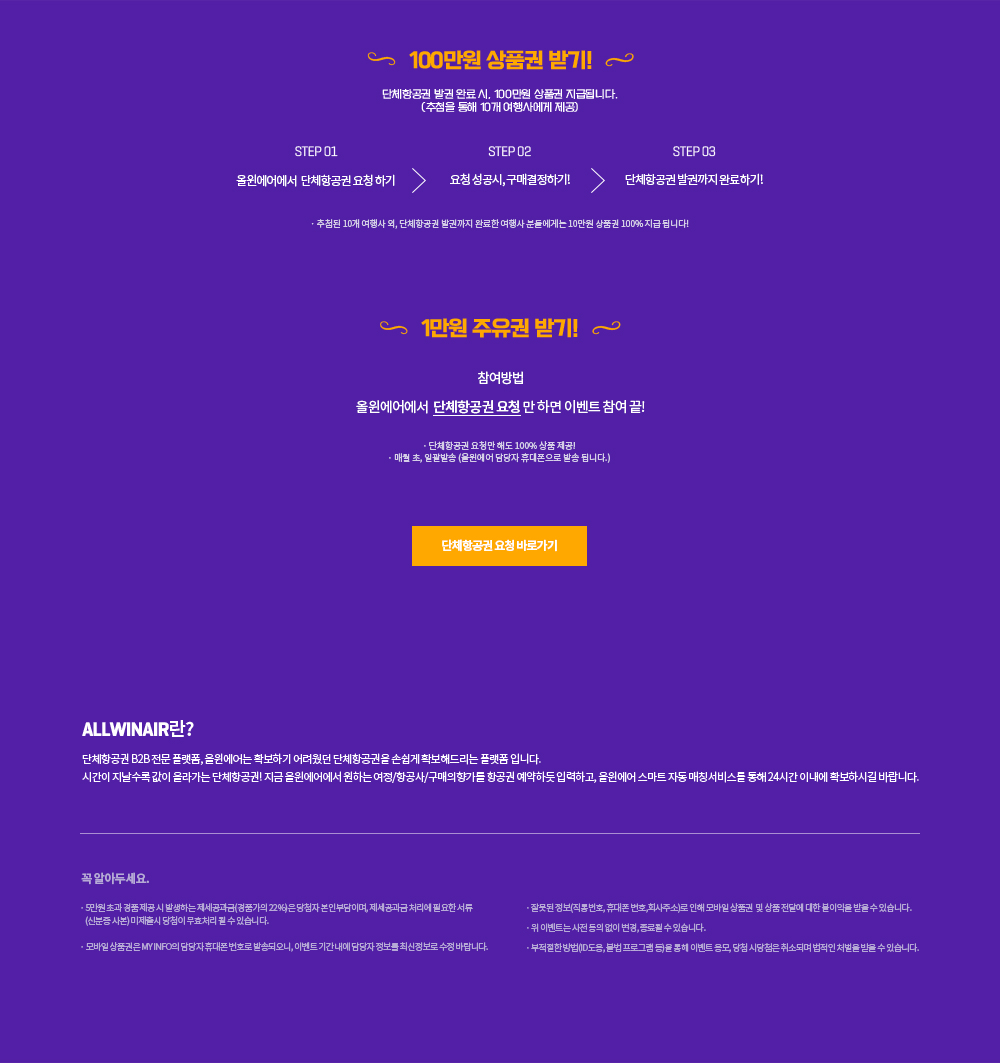 100만원 상품권 받기!
단체항공권 발권 완료 시, 100만원 상품권 지급됩니다.
(추첨을 통해 10개 여행사에게 제공)
STEP 01
올윈에어에서 단체항공권 요청 하기
STEP 02
요청 성공시, 구매결정하기!
STEP 03
단체항공권 발권까지 완료하기!
· 추첨된 10개 여행사 외, 단체항공권 발권까지 완료한 여행사 분들에게는 10만원 상품권 100% 지급 됩니다!
1만원 주유권 받기!
참여방법
올윈에어에서 단체항공권 요청 만 하면 이벤트 참여 끝!
· 단체항공권 요청만 해도 100% 상품 제공!
· 매월 초, 일괄발송 (올윈에어 담당자 휴대폰으로 발송 됩니다.)
단체항공권 요청 바로가기
ALLWINAIR란?
단체항공권 B2B 전문 플랫폼, 올윈에어는 확보하기 어려웠던 단체항공권을 손쉽게 확보해드리는 플랫폼 입니다.
시간이 지날수록 값이 올라가는 단체항공권! 지금 올윈에어에서 원하는 여정/항공사/구매의향가를 항공권 예약하듯 입력하고, 올윈에어 스마트 자동 매칭서비스를 통해 24시간 이내에 확보하시길 바랍니다.
꼭 알아두세요.
· 5만원 초과 경품 제공 시 발생하는 제세공과금(경품가의 22%)은 당첨자 본인부담이며, 제세공과금 처리에 필요한 서류
(신분증 사본) 미제출시 당첨이 무효처리 될 수 있습니다.
· 모바일 상품권은 MY INFO의 담당자 휴대폰 번호로 발송되오니, 이벤트 기간 내에 담당자 정보를 최신정보로 수정 바랍니다.
· 잘못된 정보(직통번호, 휴대폰 번호,회사주소)로 인해 모바일 상품권 및 상품 전달에 대한 불이익을 받을 수 있습니다.
· 위 이벤트는 사전 동의 없이 변경, 종료될 수 있습니다.
· 부적절한 방법(ID도용, 불법 프로그램 등)을 통해 이벤트 응모, 당첨 시 당첨은 취소되며 법적인 처벌을 받을 수 있습니다.